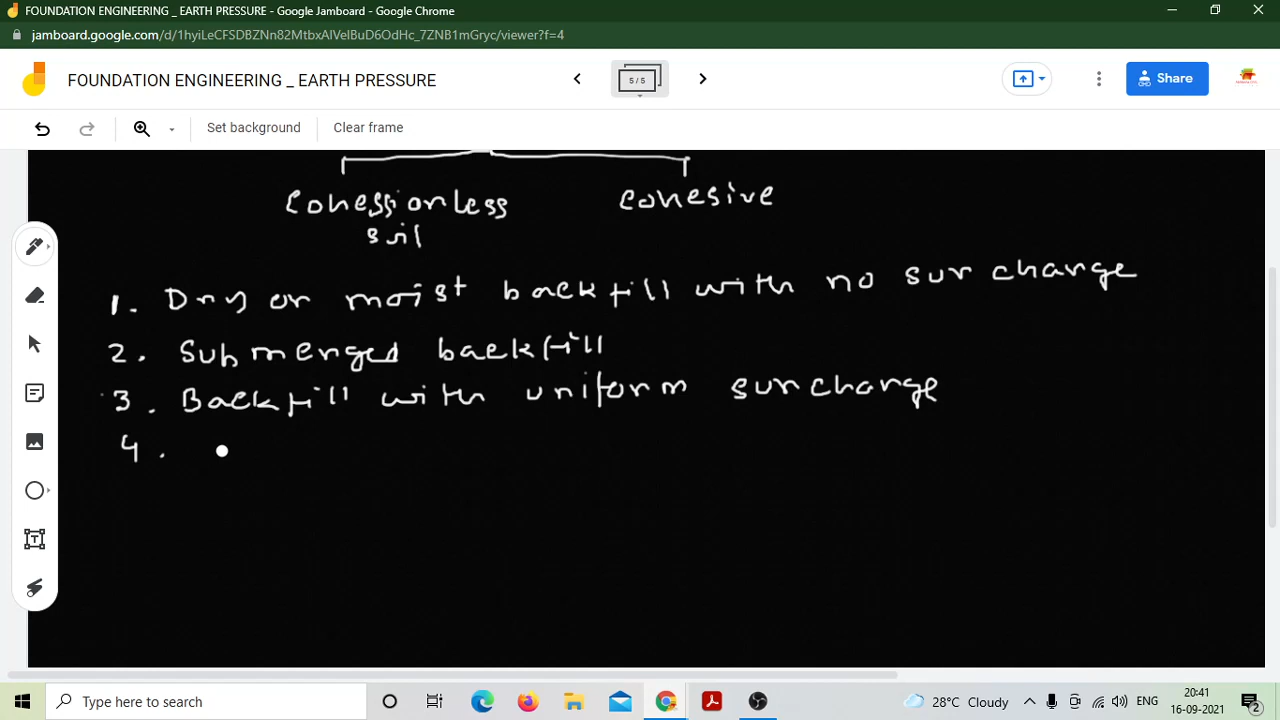 FOUNDATION ENGINEERING _ EARTH PRESSURE - Google Jamboard - Google Chrome
jamboard.google.com/d/1hyiLeCFSDBZNn82MtbxAIVelBuD6OdHc_7ZNB1mGryc/viewer?f=4
FOUNDATION ENGINEERING _ EARTH PRESSURE
5 / 5
Share
Set background
Clear frame
Cohessionless
soil
Cohesive
1. Dry or moist backfill with no surcharge
2. Submerged backfill
3. Backfill with uniform surcharge
4.
Type here to search
28°C Cloudy
ENG
20:41
16-09-2021
2